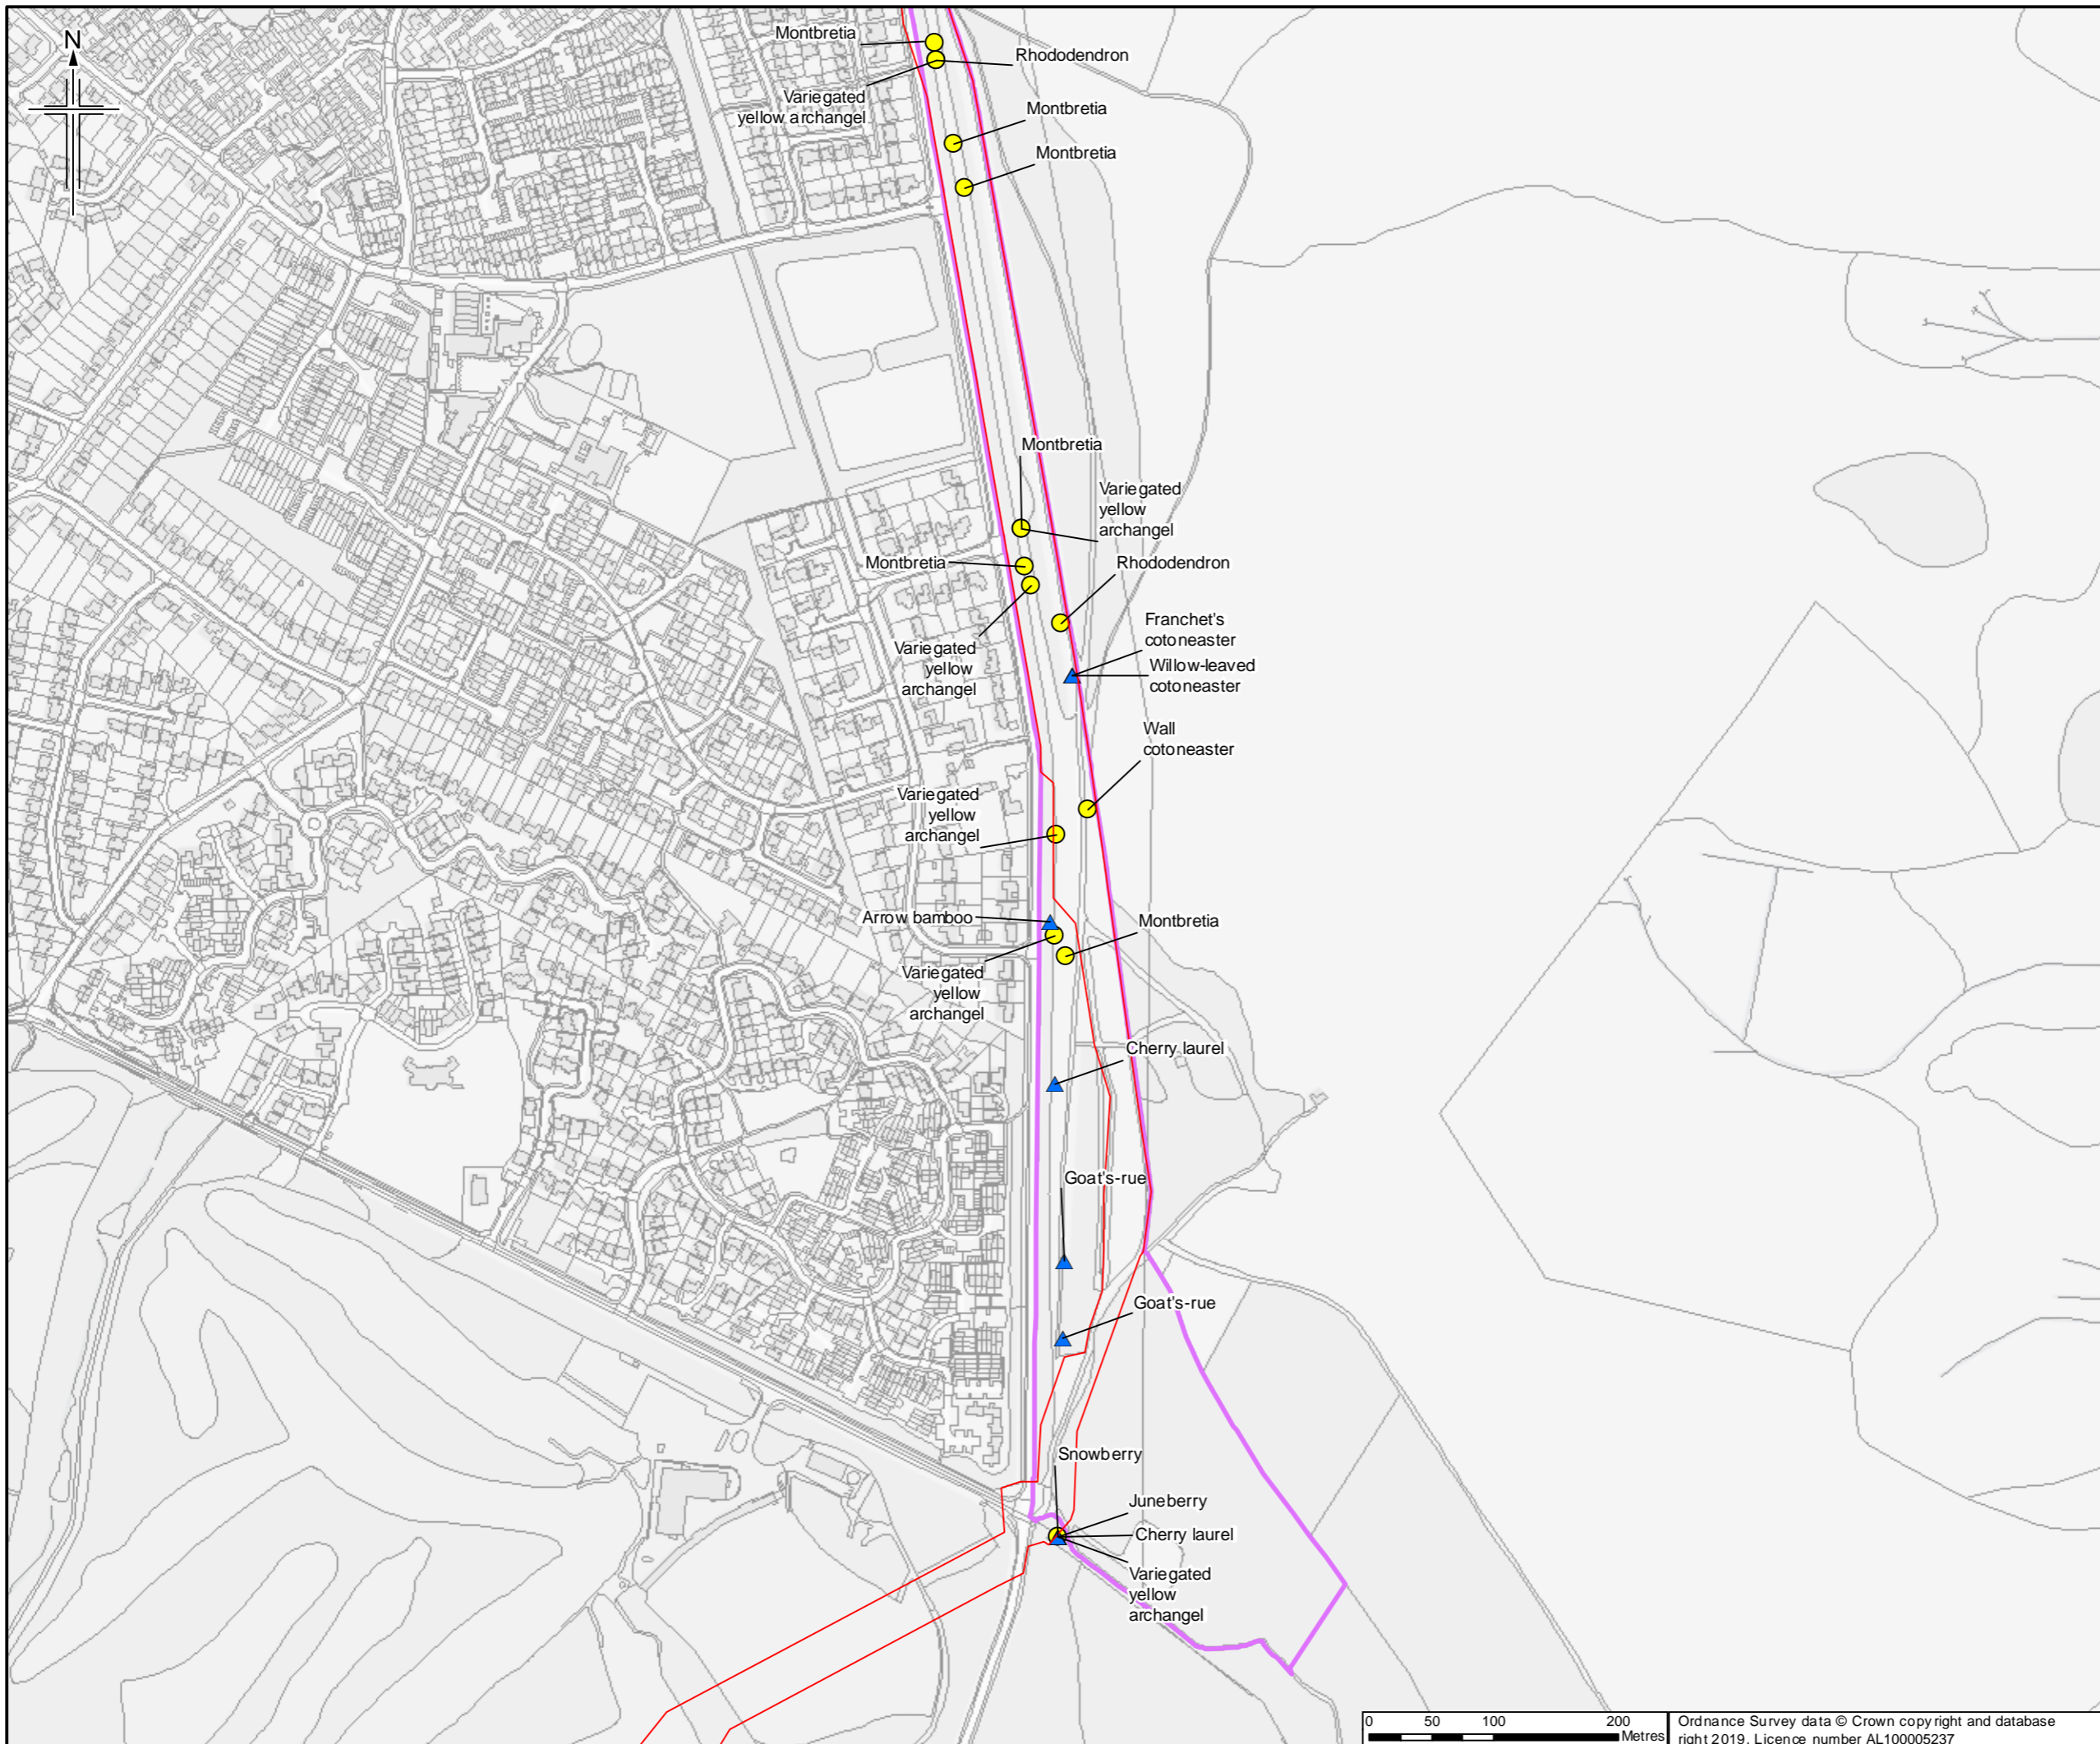 N
Montbretia
Rhododendron
Variegated
yellow archangel
Montbretia
Montbretia
Montbretia
Variegated
yellow
archangel
Montbretia
Rhododendron
Franchet's
cotoneaster
Variegated
yellow
archangel
Willow-leaved
cotoneaster
Wall
cotoneaster
Variegated
yellow
archangel
Arrow bamboo
Montbretia
Variegated
yellow
archangel
Cherry laurel
Goat's-rue
Goat's-rue
Snowberry
Juneberry
Cherry laurel
Variegated
yellow
archangel
0 50 100 200
Metres
Ordnance Survey data © Crown copyright and database
right 2019. Licence number AL100005237